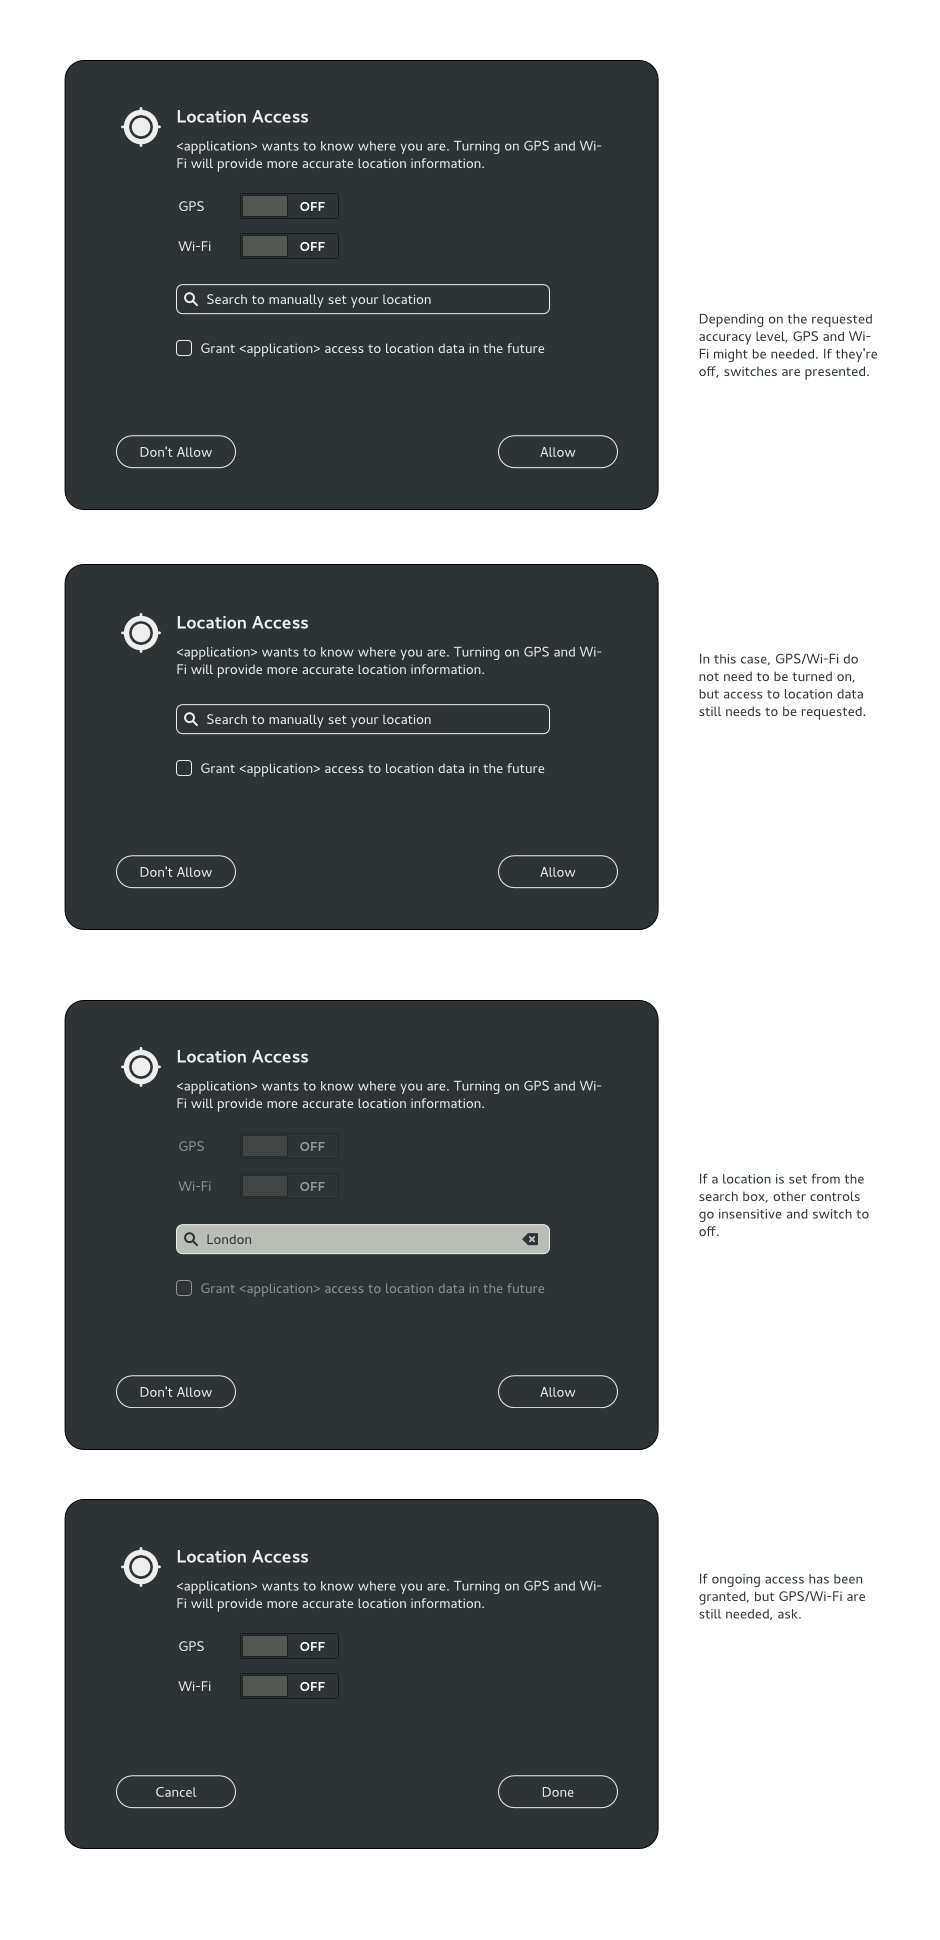 Location Access
<application> wants to know where you are. Turning on GPS and Wi-
Fi will provide more accurate location information.
GPS OFF
Wi-Fi OFF
Search to manually set your location
Grant <application> access to location data in the future
Don't Allow Allow
Depending on the requested
accuracy level, GPS and Wi-
Fi might be needed. If they're
off, switches are presented.
Location Access
<application> wants to know where you are. Turning on GPS and Wi-
Fi will provide more accurate location information.
Search to manually set your location
Grant <application> access to location data in the future
Don't Allow Allow
In this case, GPS/Wi-Fi do
not need to be turned on,
but access to location data
still needs to be requested.
Location Access
<application> wants to know where you are. Turning on GPS and Wi-
Fi will provide more accurate location information.
GPS OFF
Wi-Fi OFF
London
Grant <application> access to location data in the future
Don't Allow Allow
If a location is set from the
search box, other controls
go insensitive and switch to
off.
Location Access
<application> wants to know where you are. Turning on GPS and Wi-
Fi will provide more accurate location information.
GPS OFF
Wi-Fi OFF
Cancel Done
If ongoing access has been
granted, but GPS/Wi-Fi are
still needed, ask.